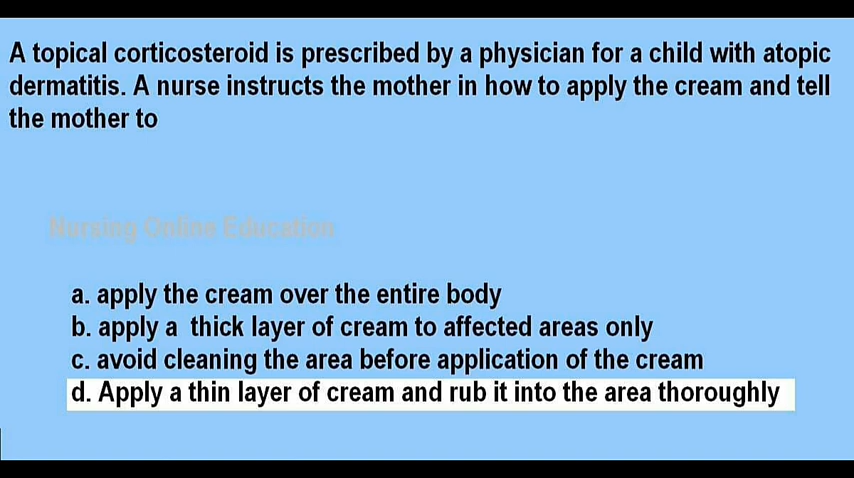 A topical corticosteroid is prescribed by a physician for a child with atopic
dermatitis. A nurse instructs the mother in how to apply the cream and tell
the mother to
Nursing Online Education
a. apply the cream over the entire body
b. apply a thick layer of cream to affected areas only
c. avoid cleaning the area before application of the cream
d. Apply a thin layer of cream and rub it into the area thoroughly